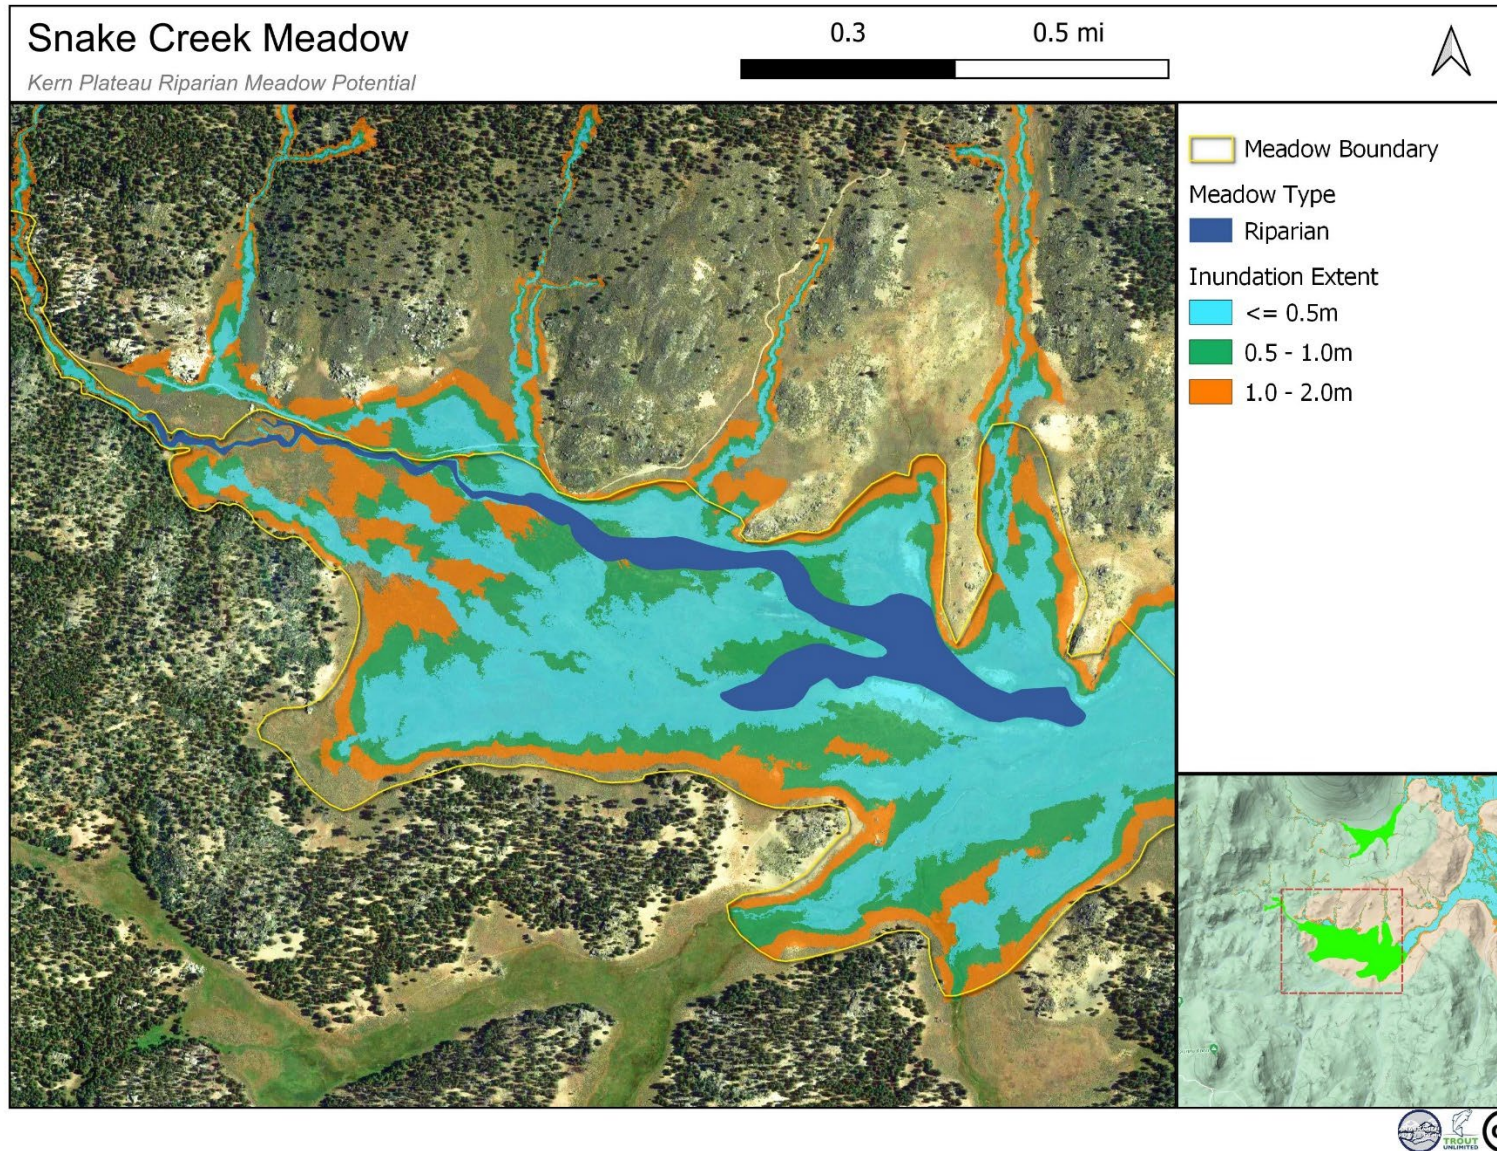 Snake Creek Meadow
Kern Plateau Riparian Meadow Potential
0.3 0.5 mi
Meadow Boundary
Meadow Type
Riparian
Inundation Extent
<= 0.5m
0.5 - 1.0m
1.0 - 2.0m
TROUT
UNLIMITED